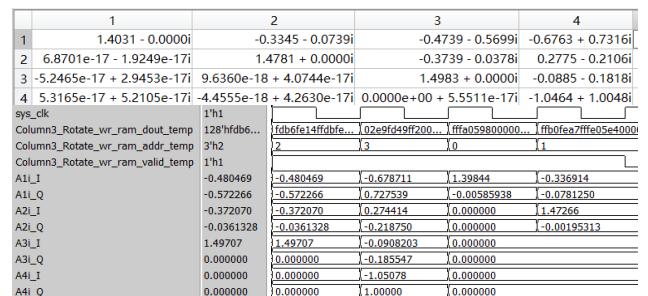 1 2 3 4
1 1.4031 - 0.0000i -0.3345 - 0.0739i -0.4739 - 0.5699i -0.6763 + 0.7316i
2 6.8701e-17 - 1.9249e-17i 1.4781 + 0.0000i -0.3739 - 0.0378i 0.2775 - 0.2106i
3 -5.2465e-17 + 2.9453e-17i 9.6360e-18 + 4.0744e-17i 1.4983 + 0.0000i -0.0885 - 0.1818i
4 5.3165e-17 + 5.2105e-17i -4.4555e-18 + 4.2630e-17i 0.0000e+00 + 5.5511e-17i -1.0464 + 1.0048i
sys_clk 1'h1
Column3_Rotate_wr_ram_dout_temp 128'hfdb6... fdb6fe14ffdbfe... 02e9fd49ff200... fffa059800000... ffb0fea7fffe05e40000
Column3_Rotate_wr_ram_addr_temp 3'h2 2 3 0 1
Column3_Rotate_wr_ram_valid_temp 1'h1
A1i_I -0.480469 -0.480469 -0.678711 1.39844 -0.336914
A1i_Q -0.572266 -0.572266 0.727539 -0.00585938 -0.0781250
A2i_I -0.372070 -0.372070 0.274414 0.000000 1.47266
A2i_Q -0.0361328 -0.0361328 -0.218750 0.000000 -0.00195313
A3i_I 1.49707 1.49707 -0.0908203 0.000000
A3i_Q 0.000000 0.000000 -0.185547 0.000000
A4i_I 0.000000 0.000000 -1.05078 0.000000
A4i_Q 0.000000 0.000000 1.00000 0.000000